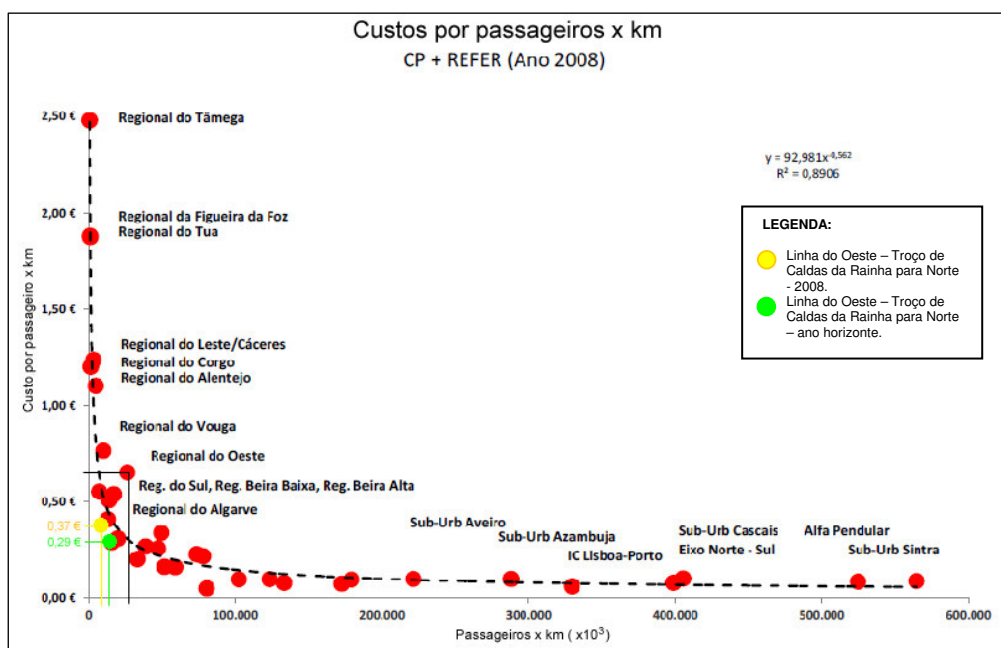 Custos por passageiros x km
CP + REFER (Ano 2008)
2,50 €
Regional do Tâmega
y = 92,981x^-0,562
R² = 0,8906
2,00 €
Regional da Figueira da Foz
Regional do Tua
LEGENDA:
Linha do Oeste – Troço de
Caldas da Rainha para Norte
- 2008.
Linha do Oeste – Troço de
Caldas da Rainha para Norte
– ano horizonte.
Custo por passageiro x km
1,50 €
Regional do Leste/Cáceres
Regional do Corgo
Regional do Alentejo
1,00 €
Regional do Vouga
Regional do Oeste
Reg. do Sul, Reg. Beira Baixa, Reg. Beira Alta
0,50 €
Regional do Algarve
0,37 €
0,29 €
Sub-Urb Aveiro
Sub-Urb Azambuja
IC Lisboa-Porto
Sub-Urb Cascais
Eixo Norte - Sul
Alfa Pendular
Sub-Urb Sintra
0,00 €
0
100.000
200.000
300.000
400.000
500.000
600.000
Passageiros x km ( x10³)